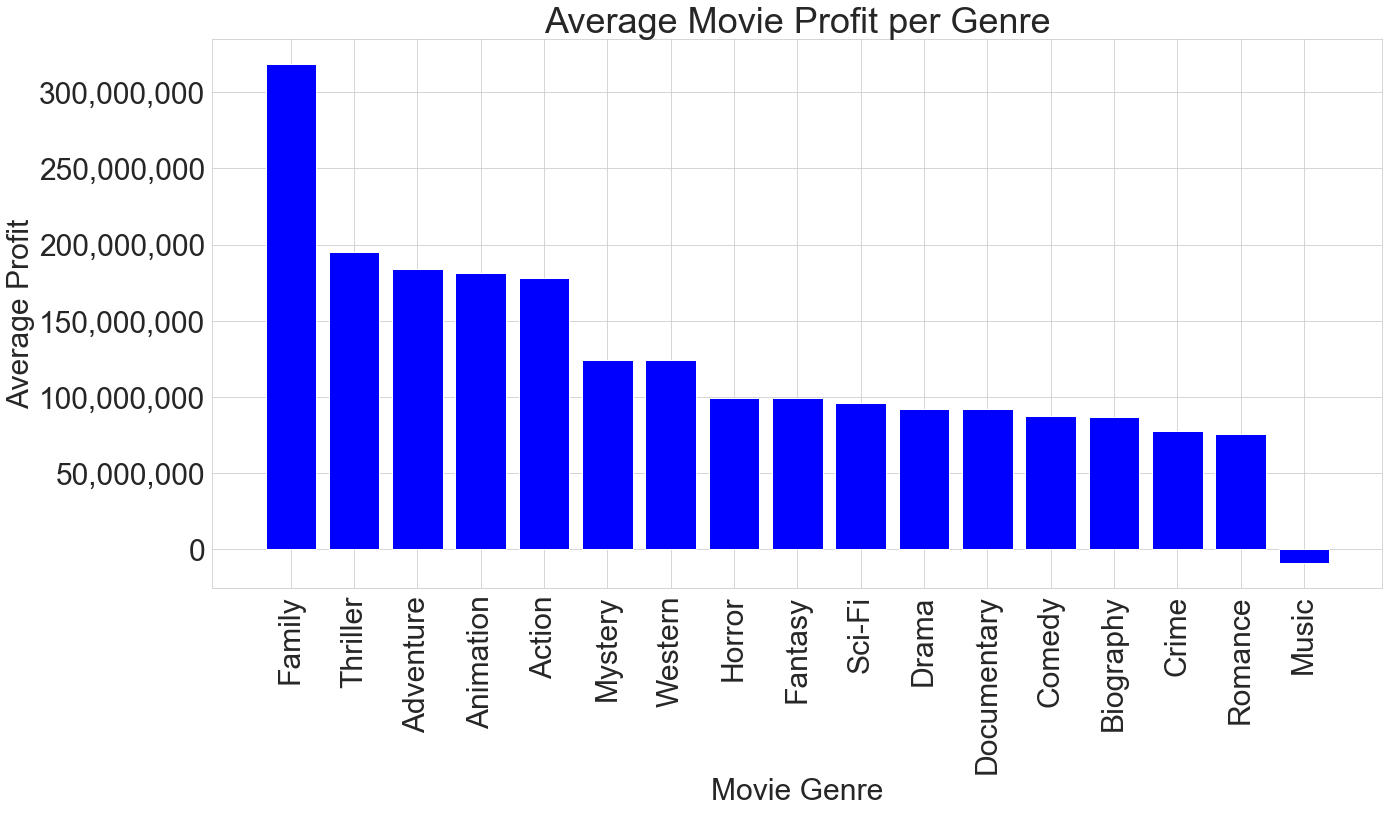 Average Movie Profit per Genre
Average Profit
300,000,000
250,000,000
200,000,000
150,000,000
100,000,000
50,000,000
0
Family
Thriller
Adventure
Animation
Action
Mystery
Western
Horror
Fantasy
Sci-Fi
Drama
Documentary
Comedy
Biography
Crime
Romance
Music
Movie Genre